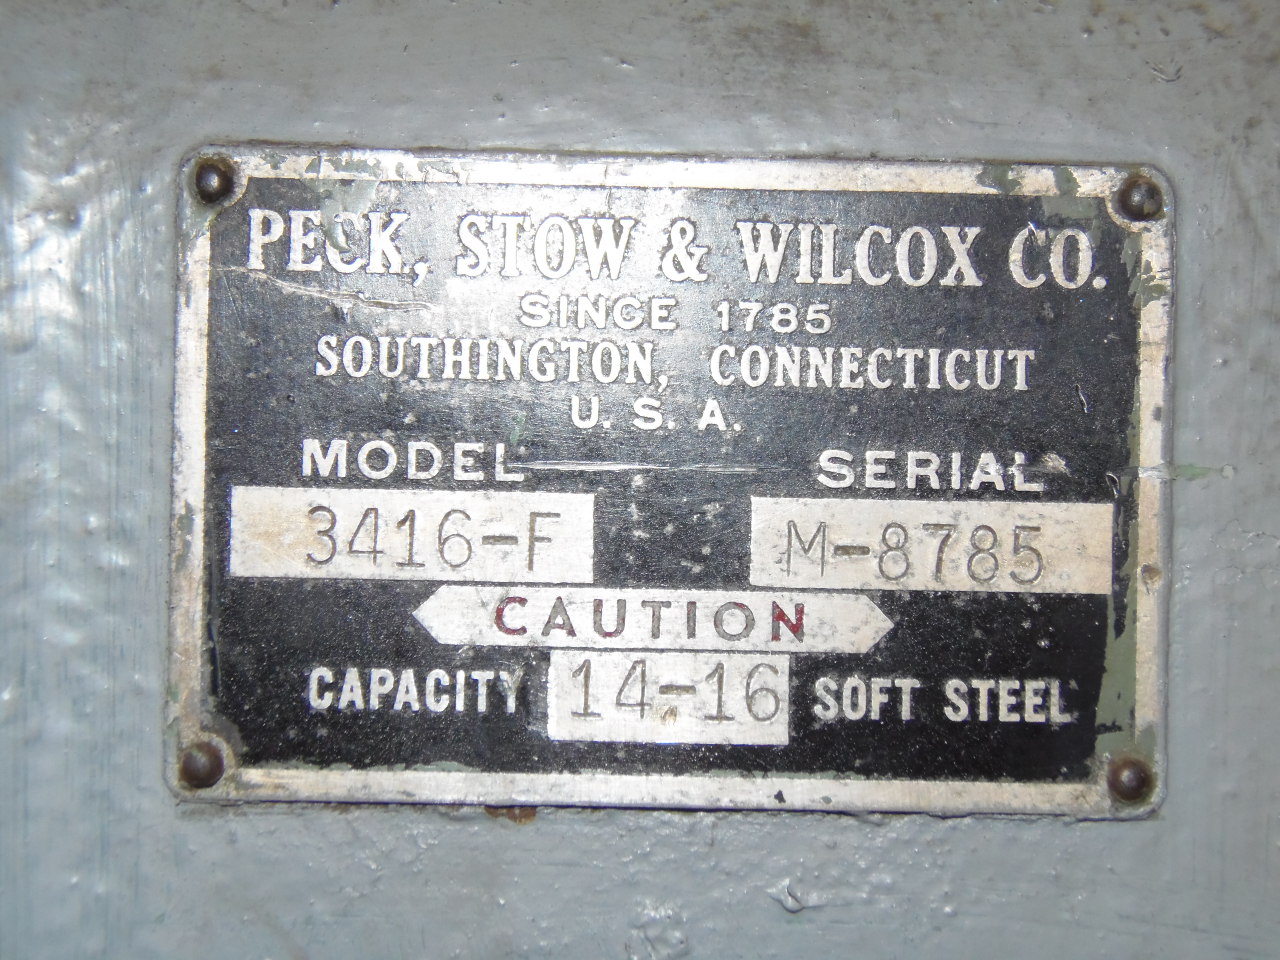 PECK, STOW & WILCOX CO.
SINCE 1785
SOUTHINGTON, CONNECTICUT
U. S. A.
MODEL SERIAL
3416-F M-8785
CAUTION
CAPACITY 14-16 SOFT STEEL